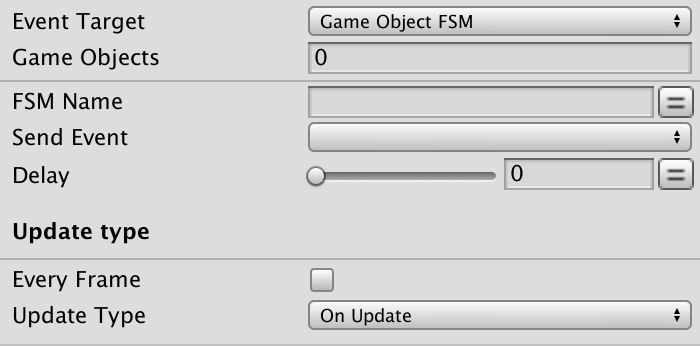 Event Target Game Object FSM
Game Objects 0
FSM Name =
Send Event
Delay 0 =
Update type
Every Frame
Update Type On Update